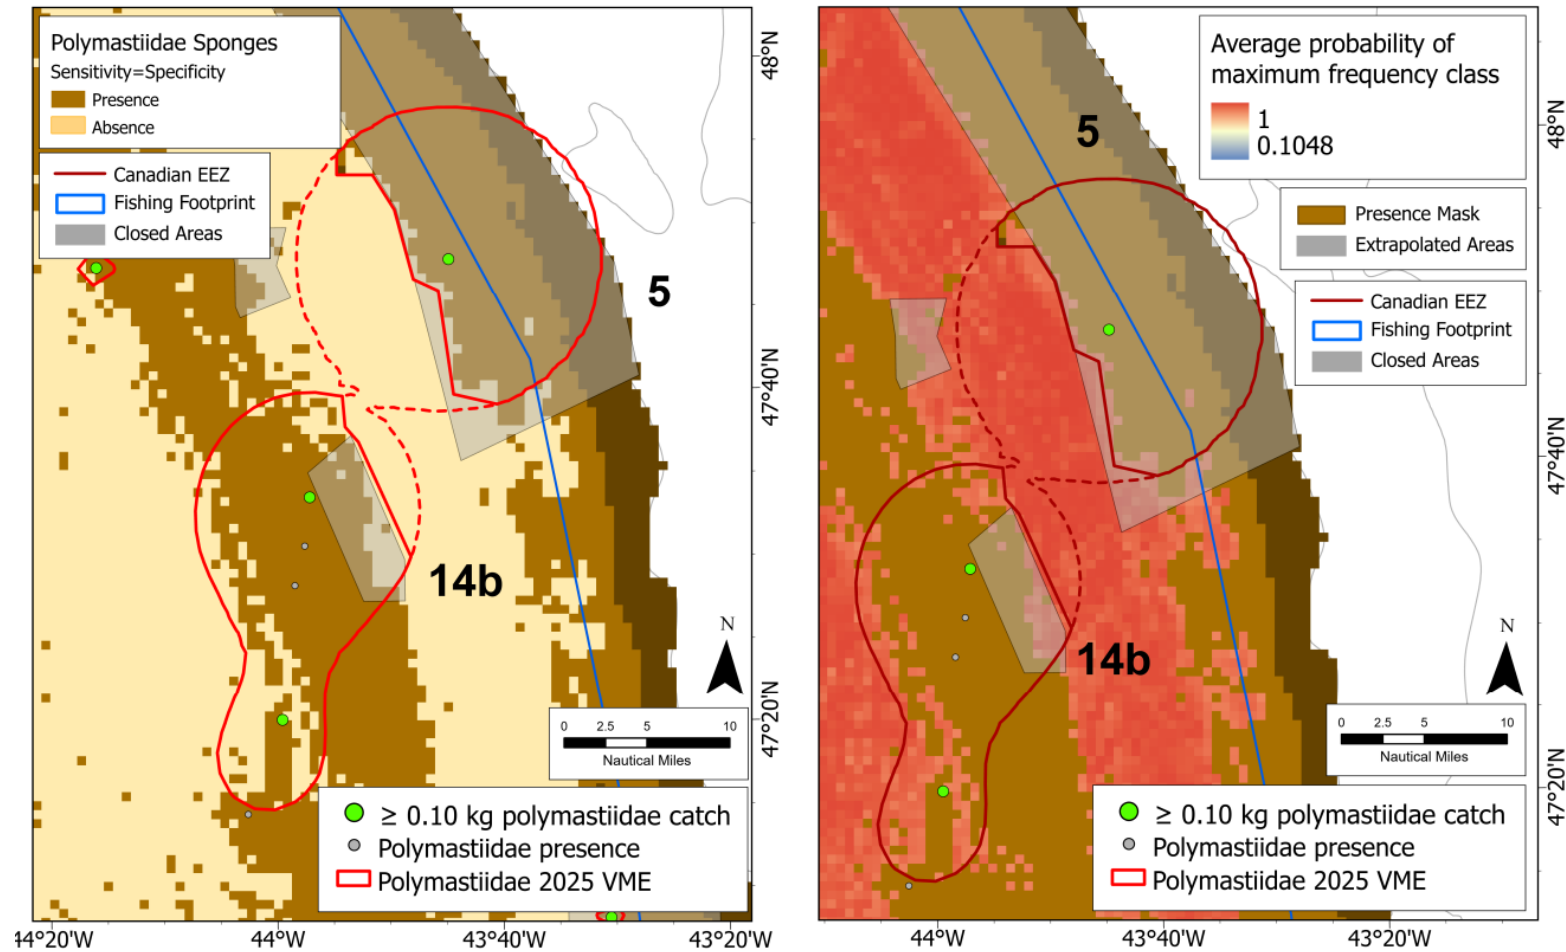 Polymastiidae Sponges
Sensitivity=Specificity
Presence
Absence
Canadian EEZ
Fishing Footprint
Closed Areas
5
14b
N
0 2.5 5 10
Nautical Miles
≥ 0.10 kg polymastiidae catch
Polymastiidae presence
Polymastiidae 2025 VME
48°N
47°40'N
47°20'N
44°20'W 44°W 43°40'W 43°20'W
Average probability of
maximum frequency class
1
0.1048
Presence Mask
Extrapolated Areas
Canadian EEZ
Fishing Footprint
Closed Areas
5
14b
N
0 2.5 5 10
Nautical Miles
≥ 0.10 kg polymastiidae catch
Polymastiidae presence
Polymastiidae 2025 VME
48°N
47°40'N
47°20'N
44°W 43°40'W 43°20'W